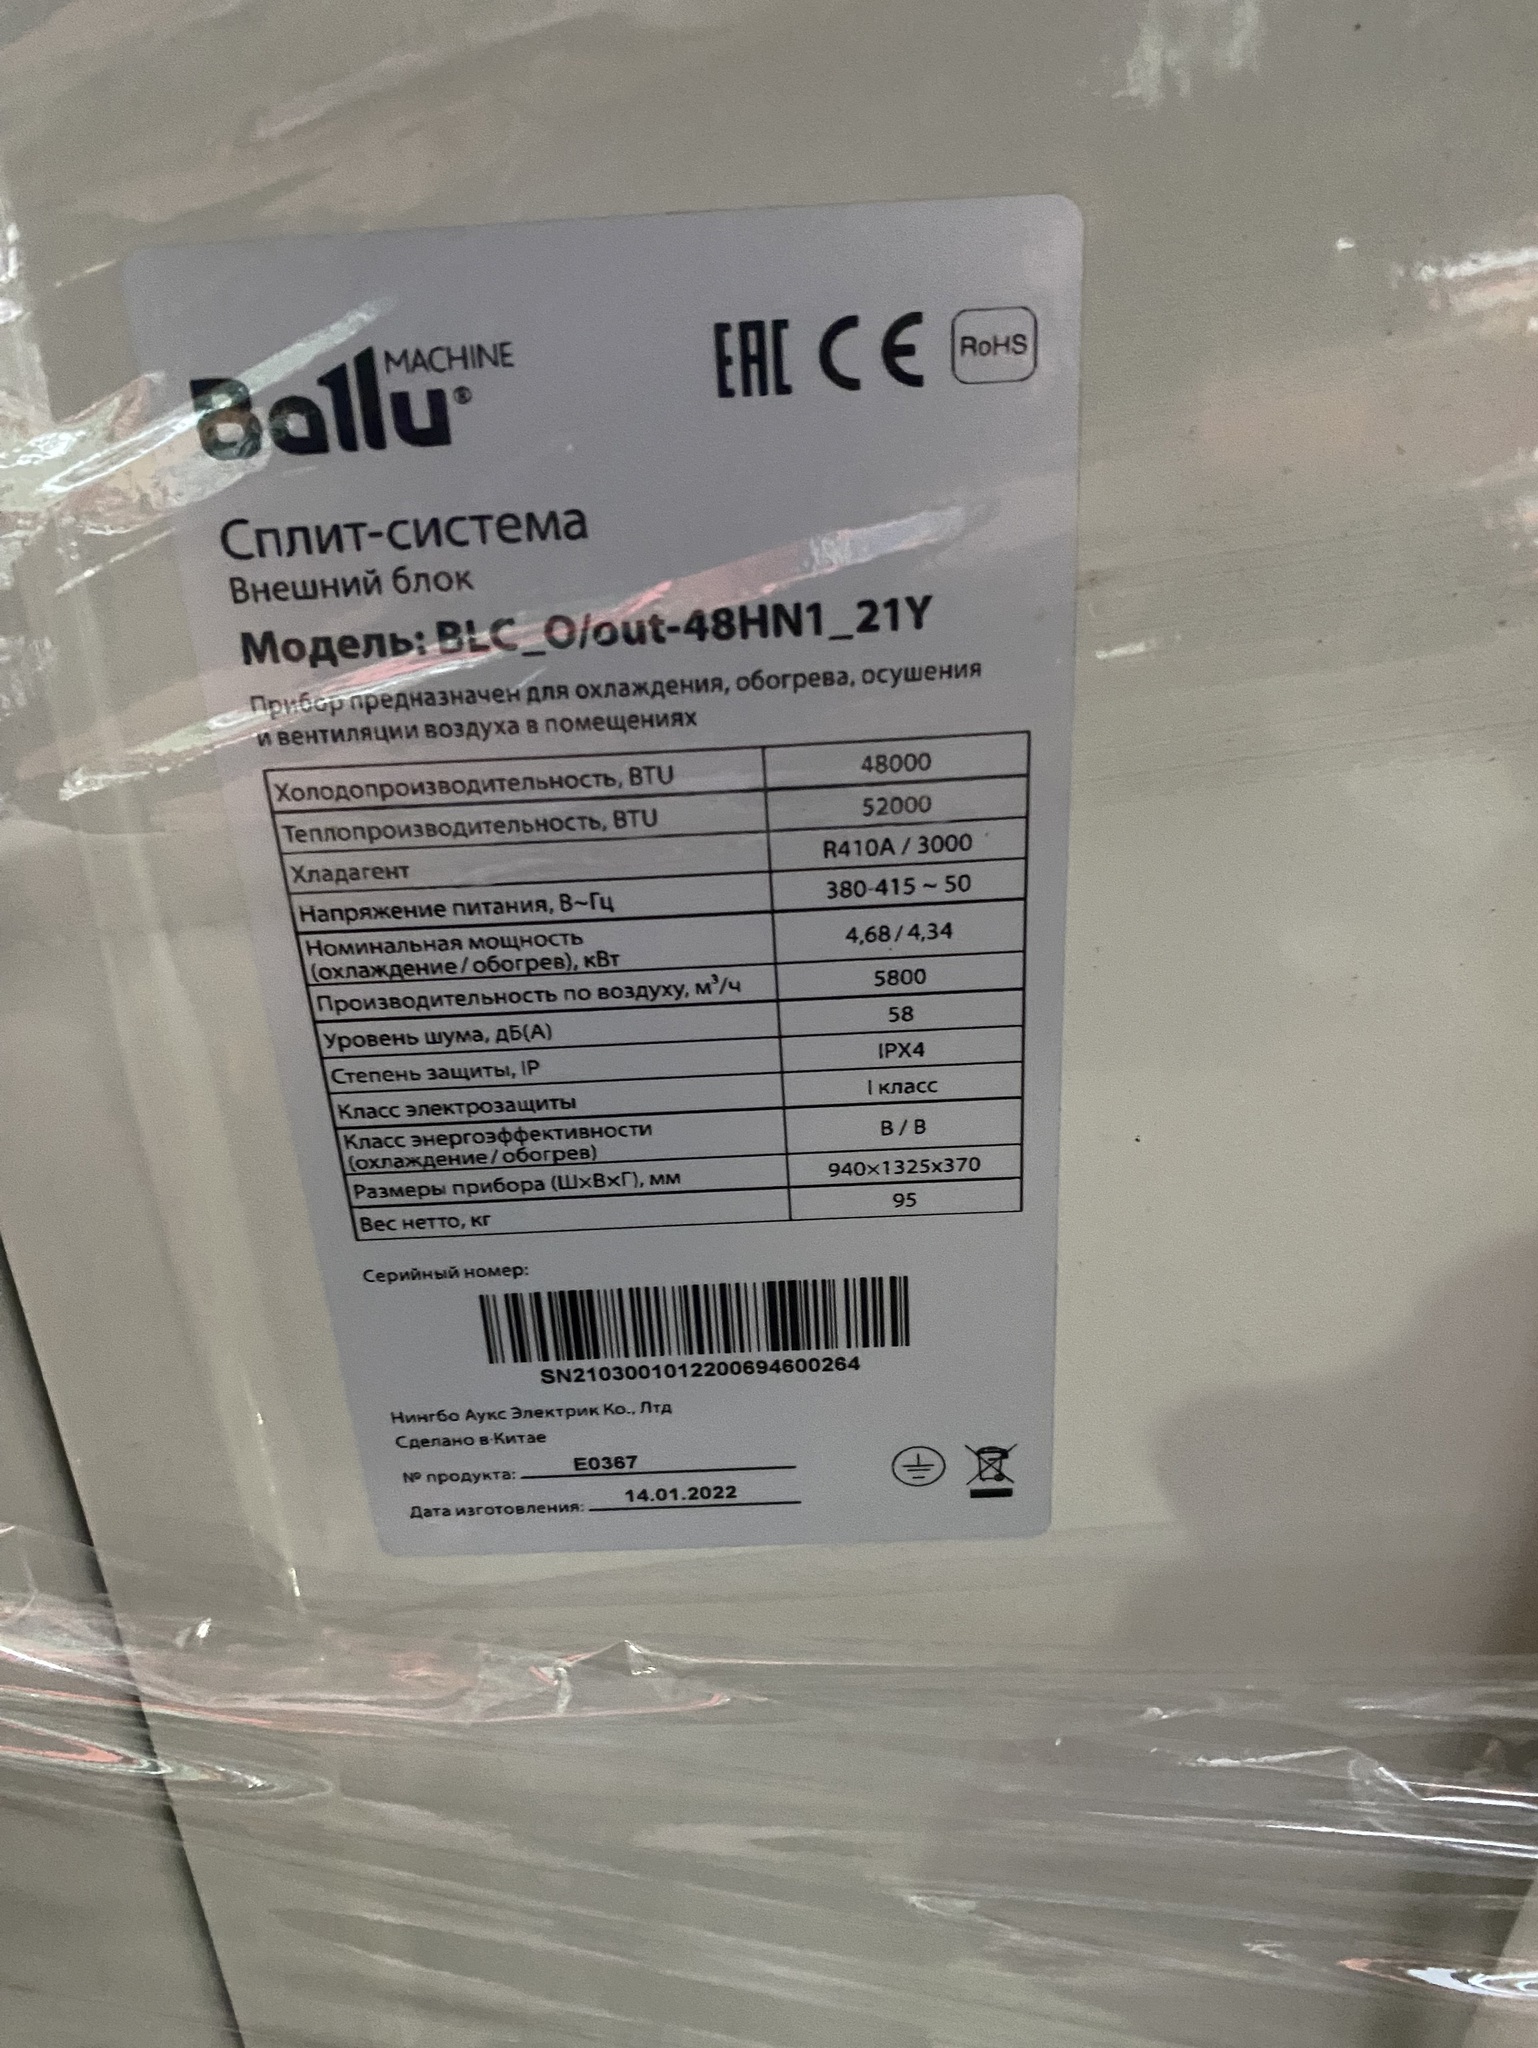 MACHINE
Ballu®
EAC CE RoHS
Сплит-система
Внешний блок
Модель: BLC_O/out-48HN1_21Y
Прибор предназначен для охлаждения, обогрева, осушения
и вентиляции воздуха в помещениях
Холодопроизводительность, BTU 48000
Теплопроизводительность, BTU 52000
Хладагент R410A / 3000
Напряжение питания, В~Гц 380-415 ~ 50
Номинальная мощность
(охлаждение / обогрев), кВт 4,68 / 4,34
Производительность по воздуху, м³/ч 5800
Уровень шума, дБ(А) 58
Степень защиты, IP IPX4
Класс электрозащиты I класс
Класс энергоэффективности
(охлаждение / обогрев) B / B
Размеры прибора (Ш×В×Г), мм 940×1325x370
Вес нетто, кг 95
Серийный номер:
SN2103001012200694600264
Нингбо Аукс Электрик Ко., Лтд
Сделано в Китае
№ продукта: E0367
Дата изготовления: 14.01.2022